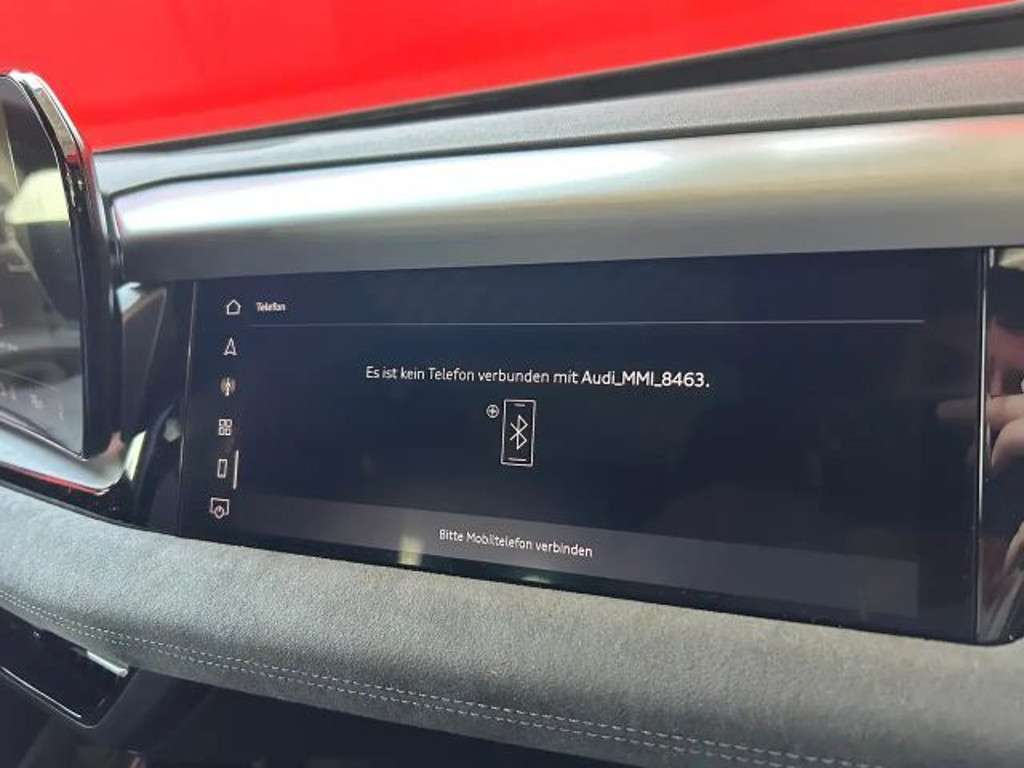 Telefon
Es ist kein Telefon verbunden mit Audi_MMI_8463.
Bitte Mobiltelefon verbinden